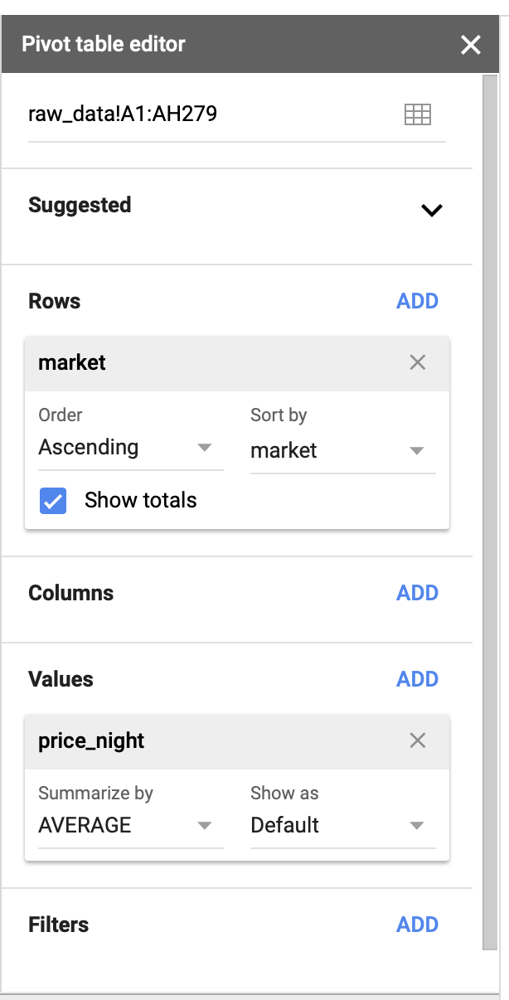 Pivot table editor
raw_data!A1:AH279
Suggested
Rows ADD
market
Order Sort by
Ascending market
Show totals
Columns ADD
Values ADD
price_night
Summarize by Show as
AVERAGE Default
Filters ADD